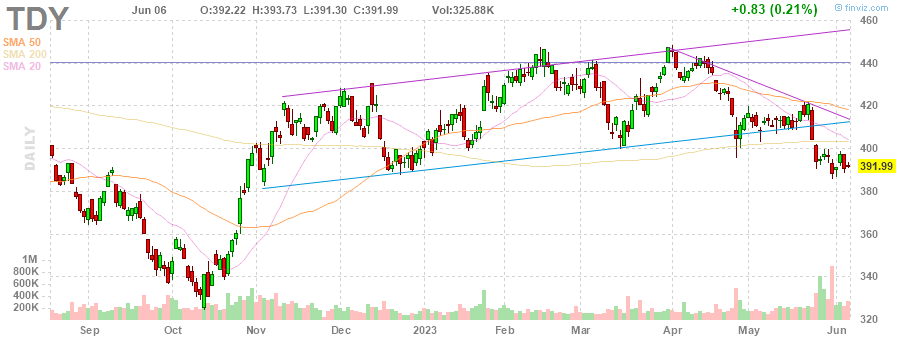 TDY Jun 06 O:392.22 H:393.73 L:391.30 C:391.99 Vol:325.88K +0.83 (0.21%) © finviz.com
SMA 50
SMA 200
SMA 20
DAILY
460
440
420
400
391.99
380
360
340
320
1M
800K
600K
400K
200K
Sep Oct Nov Dec 2023 Feb Mar Apr May Jun